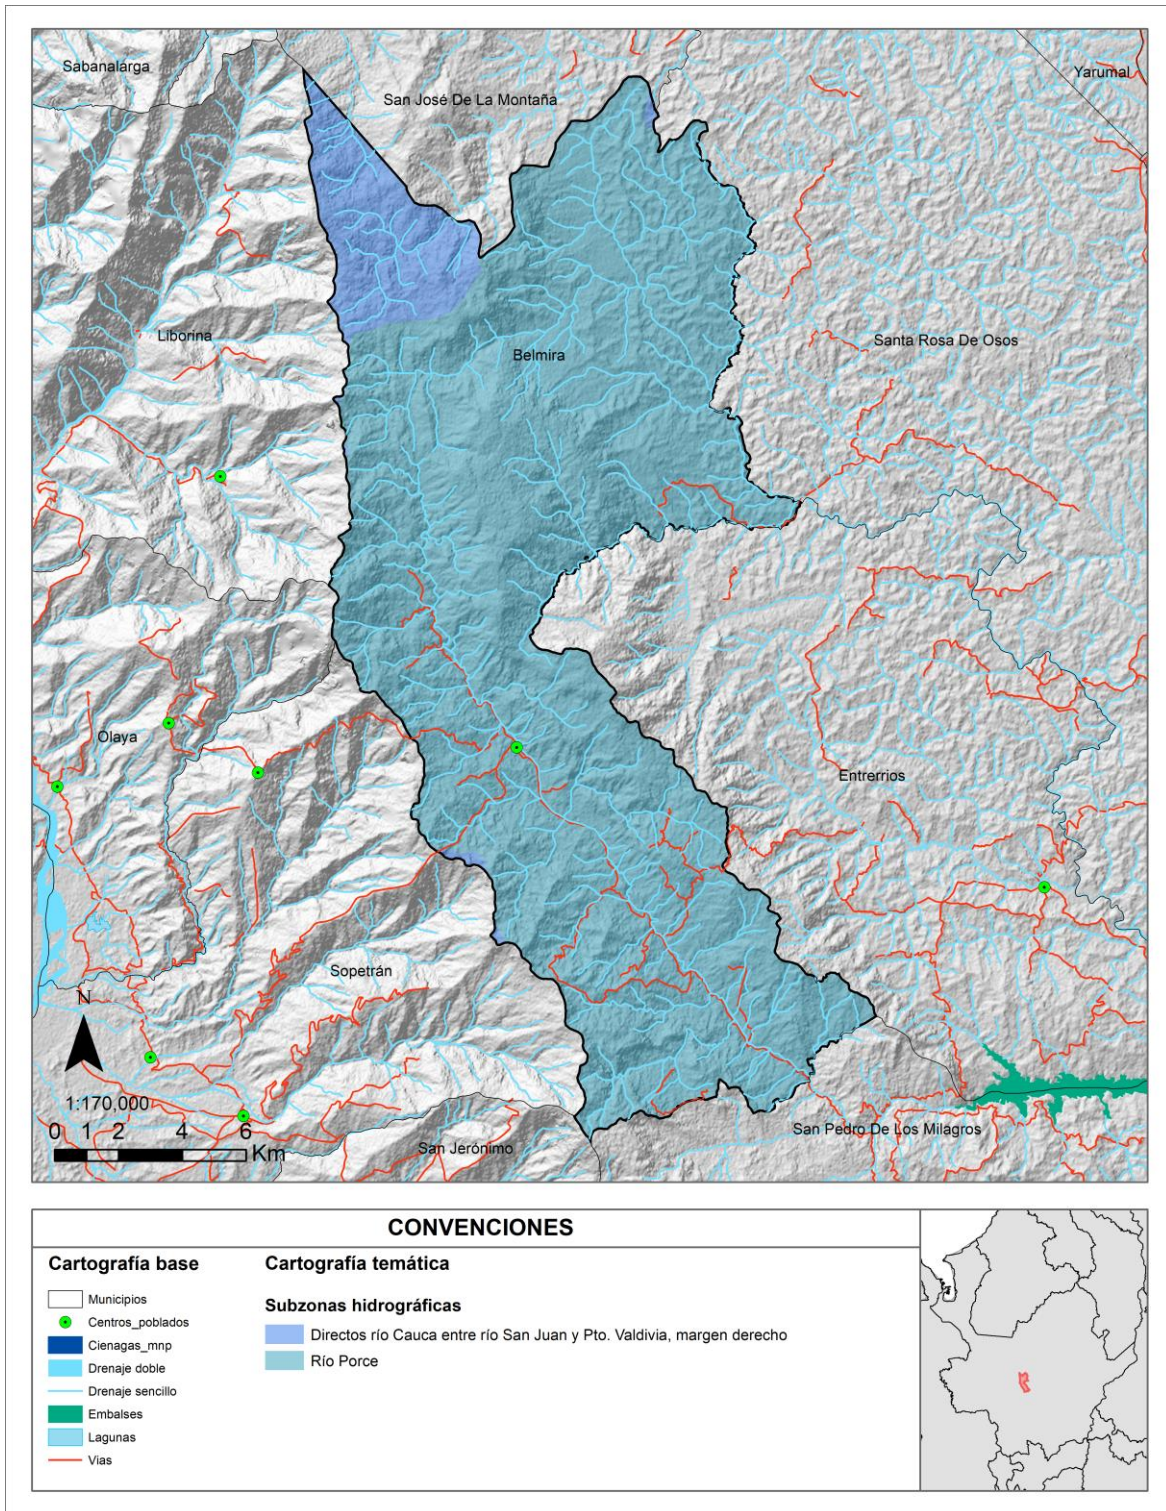 Sabanalarga
Yarumal
San José De La Montaña
Liborina
Santa Rosa De Osos
Belmira
Olaya
Entrerrios
Sopetrán
N
1:170,000
0 1 2 4 6
Km
San Jerónimo
San Pedro De Los Milagros
CONVENCIONES
Cartografía base
Municipios
Centros_poblados
Cienagas_mnp
Drenaje doble
Drenaje sencillo
Embalses
Lagunas
Vias
Cartografía temática
Subzonas hidrográficas
Directos río Cauca entre río San Juan y Pto. Valdivia, margen derecho
Río Porce